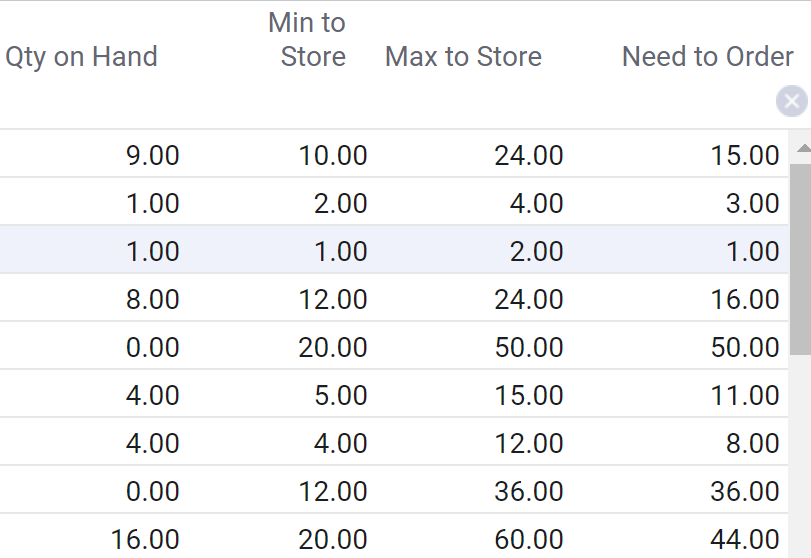 Qty on Hand Min to Store Max to Store Need to Order
9.00 10.00 24.00 15.00
1.00 2.00 4.00 3.00
1.00 1.00 2.00 1.00
8.00 12.00 24.00 16.00
0.00 20.00 50.00 50.00
4.00 5.00 15.00 11.00
4.00 4.00 12.00 8.00
0.00 12.00 36.00 36.00
16.00 20.00 60.00 44.00